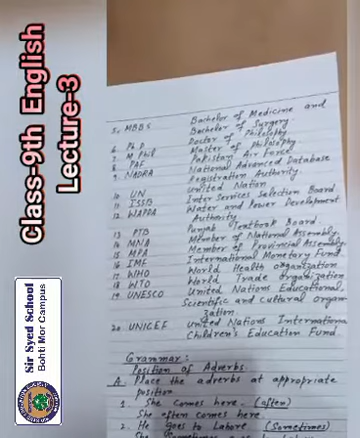 Class-9th English
Lecture-3
Sir Syed School
Bohti Mor Campus
5, MBBS Bachelor of Medicine and
Bachelor of Surgery.
6 Ph.D Doctor of Philosophy
7 M Phil Master of Philosophy
8 PAF Pakistan Air Force
9 NADRA National Advanced Database
Registration Authority.
10 UN United Nation
11 ISSB Inter Services Selection Board.
12 WAPDA Water and Power Development
Authority
13 PTB Punjab Textbook Board.
14 MNA Member of National Assembly.
15 MPA Member of Provincial Assembly
16 IMF International Monetary Fund.
17 WHO World Health Organization
18 WTO World Trade Organization
19 UNESCO United Nations Educational,
Scientific and Cultural organi-
zation.
20. UNICEF United Nations Internationa
Children's Education Fund
Grammar:
Position of Adverbs
A. Place the adverbs at appropriate
position
1. She comes here. (often)
She often comes here.
2. He goes to Lahore (Sometimes)